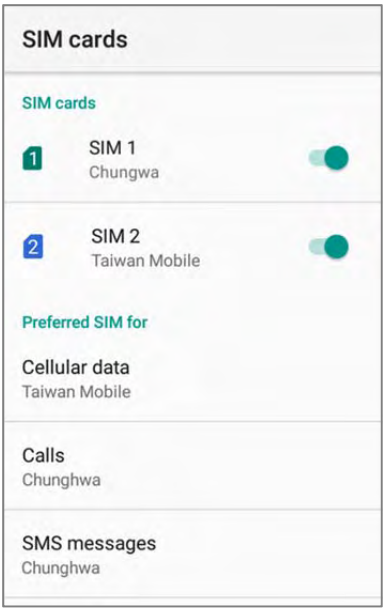 SIM cards
SIM cards
1
SIM 1
Chungwa
2
SIM 2
Taiwan Mobile
Preferred SIM for
Cellular data
Taiwan Mobile
Calls
Chunghwa
SMS messages
Chunghwa